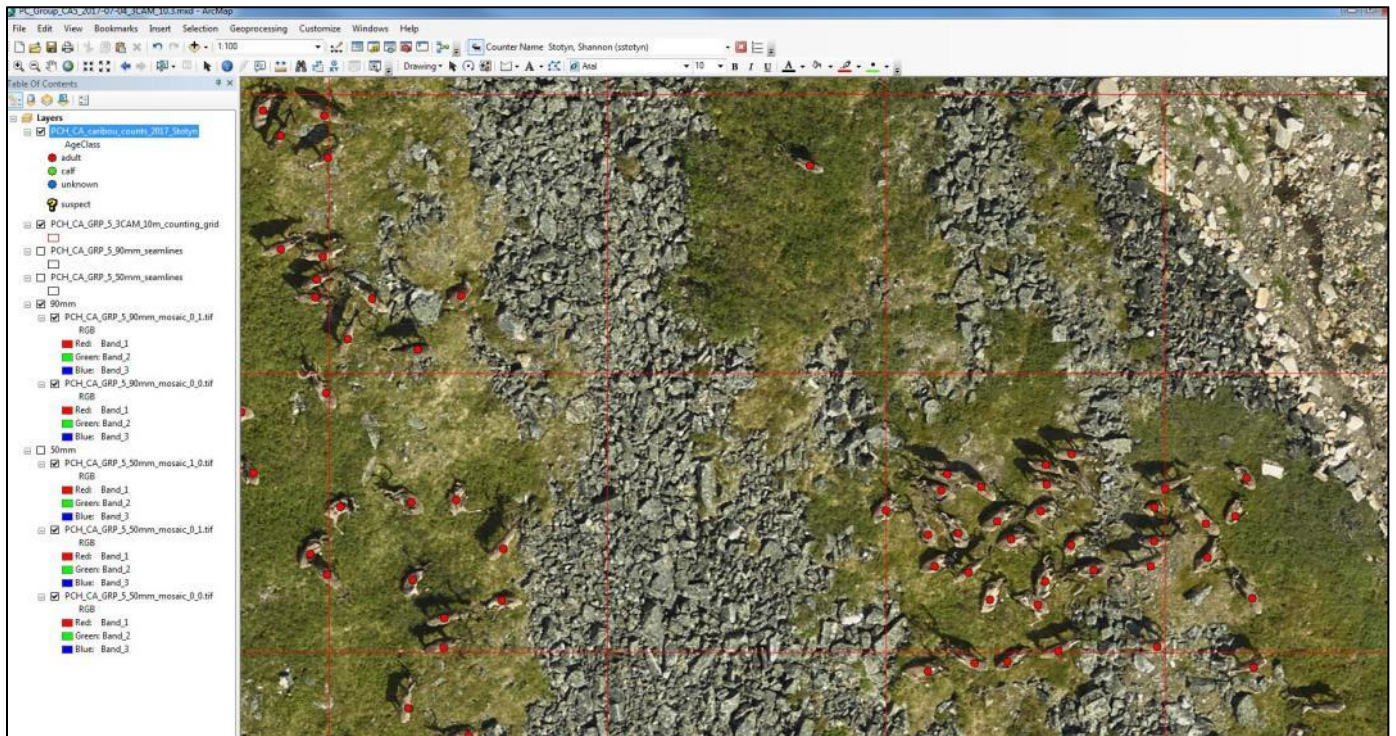 PC_Group_CA5_2017-07-04_3CAM_10.3.mxd - ArcMap
File Edit View Bookmarks Insert Selection Geoprocessing Customize Windows Help
1:100 Counter Name Stotyn, Shannon (sstotyn)
Drawing A Arial 10 B I U A
Table Of Contents
Layers
PCH_CA_caribou_counts_2017_Stotyn
AgeClass
adult
calf
unknown
? suspect
PCH_CA_GRP_5_3CAM_10m_counting_grid
PCH_CA_GRP_5_90mm_seamlines
PCH_CA_GRP_5_50mm_seamlines
90mm
PCH_CA_GRP_5_90mm_mosaic_0_1.tif
RGB
Red: Band_1
Green: Band_2
Blue: Band_3
PCH_CA_GRP_5_90mm_mosaic_0_0.tif
RGB
Red: Band_1
Green: Band_2
Blue: Band_3
50mm
PCH_CA_GRP_5_50mm_mosaic_1_0.tif
RGB
Red: Band_1
Green: Band_2
Blue: Band_3
PCH_CA_GRP_5_50mm_mosaic_0_1.tif
RGB
Red: Band_1
Green: Band_2
Blue: Band_3
PCH_CA_GRP_5_50mm_mosaic_0_0.tif
RGB
Red: Band_1
Green: Band_2
Blue: Band_3